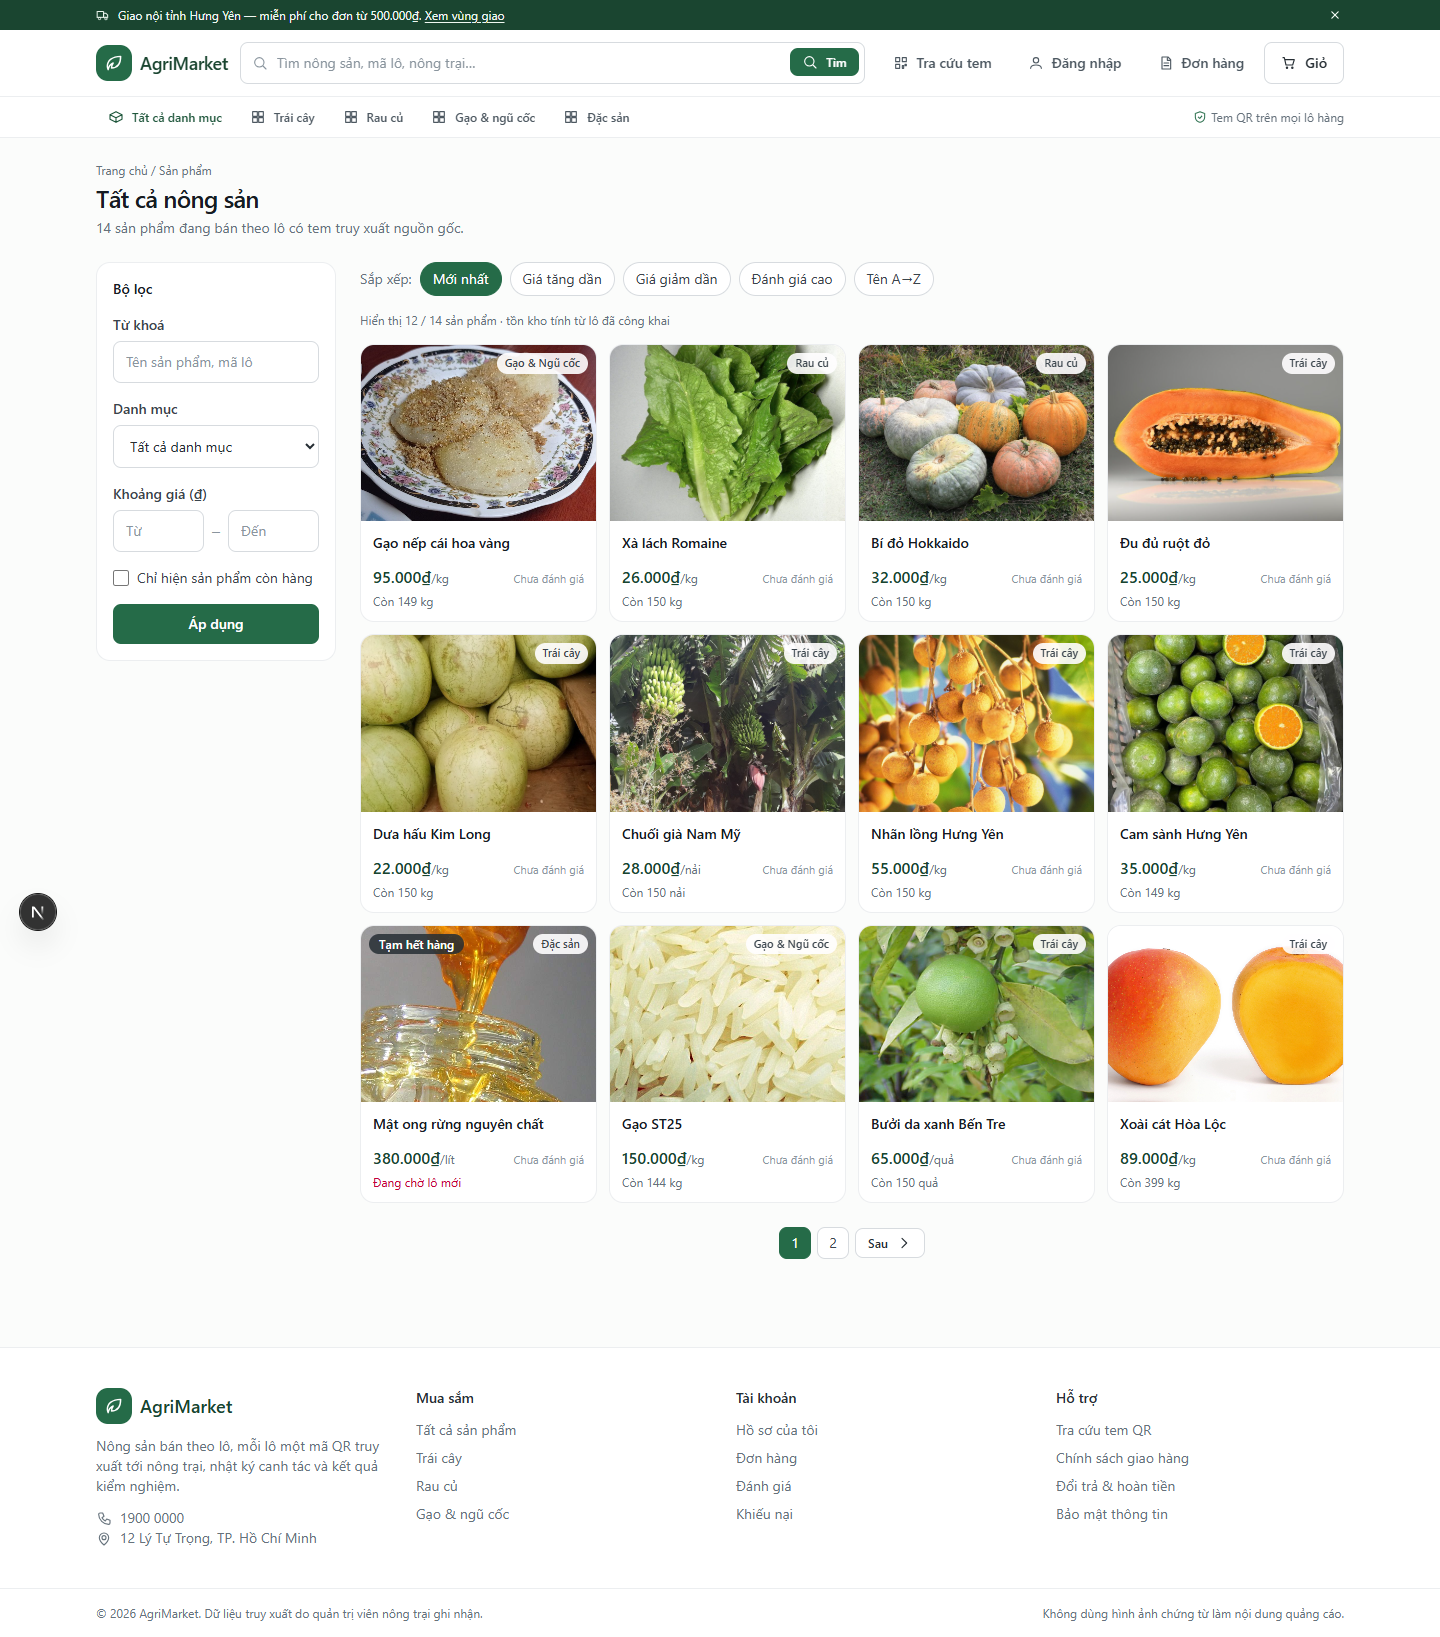 Giao nội tỉnh Hưng Yên — miễn phí cho đơn từ 500.000₫. Xem vùng giao
AgriMarket
Tìm nông sản, mã lô, nông trại...
Tìm
Tra cứu tem
Đăng nhập
Đơn hàng
Giỏ
Tất cả danh mục
Trái cây
Rau củ
Gạo & ngũ cốc
Đặc sản
Tem QR trên mọi lô hàng
Trang chủ / Sản phẩm
Tất cả nông sản
14 sản phẩm đang bán theo lô có tem truy xuất nguồn gốc.
Bộ lọc
Từ khoá
Tên sản phẩm, mã lô
Danh mục
Tất cả danh mục
Khoảng giá (₫)
Từ – Đến
Chỉ hiện sản phẩm còn hàng
Áp dụng
Sắp xếp: Mới nhất Giá tăng dần Giá giảm dần Đánh giá cao Tên A→Z
Hiển thị 12 / 14 sản phẩm · tồn kho tính từ lô đã công khai
Gạo & Ngũ cốc
Gạo nếp cái hoa vàng
95.000₫/kg Chưa đánh giá
Còn 149 kg
Rau củ
Xà lách Romaine
26.000₫/kg Chưa đánh giá
Còn 150 kg
Rau củ
Bí đỏ Hokkaido
32.000₫/kg Chưa đánh giá
Còn 150 kg
Trái cây
Đu đủ ruột đỏ
25.000₫/kg Chưa đánh giá
Còn 150 kg
Trái cây
Dưa hấu Kim Long
22.000₫/kg Chưa đánh giá
Còn 150 kg
Trái cây
Chuối già Nam Mỹ
28.000₫/nải Chưa đánh giá
Còn 150 nải
Trái cây
Nhãn lồng Hưng Yên
55.000₫/kg Chưa đánh giá
Còn 150 kg
Trái cây
Cam sành Hưng Yên
35.000₫/kg Chưa đánh giá
Còn 149 kg
Tạm hết hàng
Đặc sản
Mật ong rừng nguyên chất
380.000₫/lít Chưa đánh giá
Đang chờ lô mới
Gạo & Ngũ cốc
Gạo ST25
150.000₫/kg Chưa đánh giá
Còn 144 kg
Trái cây
Bưởi da xanh Bến Tre
65.000₫/quả Chưa đánh giá
Còn 150 quả
Trái cây
Xoài cát Hòa Lộc
89.000₫/kg Chưa đánh giá
Còn 399 kg
1 2 Sau
AgriMarket
Nông sản bán theo lô, mỗi lô một mã QR truy
xuất tới nông trại, nhật ký canh tác và kết quả
kiểm nghiệm.
1900 0000
12 Lý Tự Trọng, TP. Hồ Chí Minh
Mua sắm
Tất cả sản phẩm
Trái cây
Rau củ
Gạo & ngũ cốc
Tài khoản
Hồ sơ của tôi
Đơn hàng
Đánh giá
Khiếu nại
Hỗ trợ
Tra cứu tem QR
Chính sách giao hàng
Đổi trả & hoàn tiền
Bảo mật thông tin
© 2026 AgriMarket. Dữ liệu truy xuất do quản trị viên nông trại ghi nhận.
Không dùng hình ảnh chứng từ làm nội dung quảng cáo.